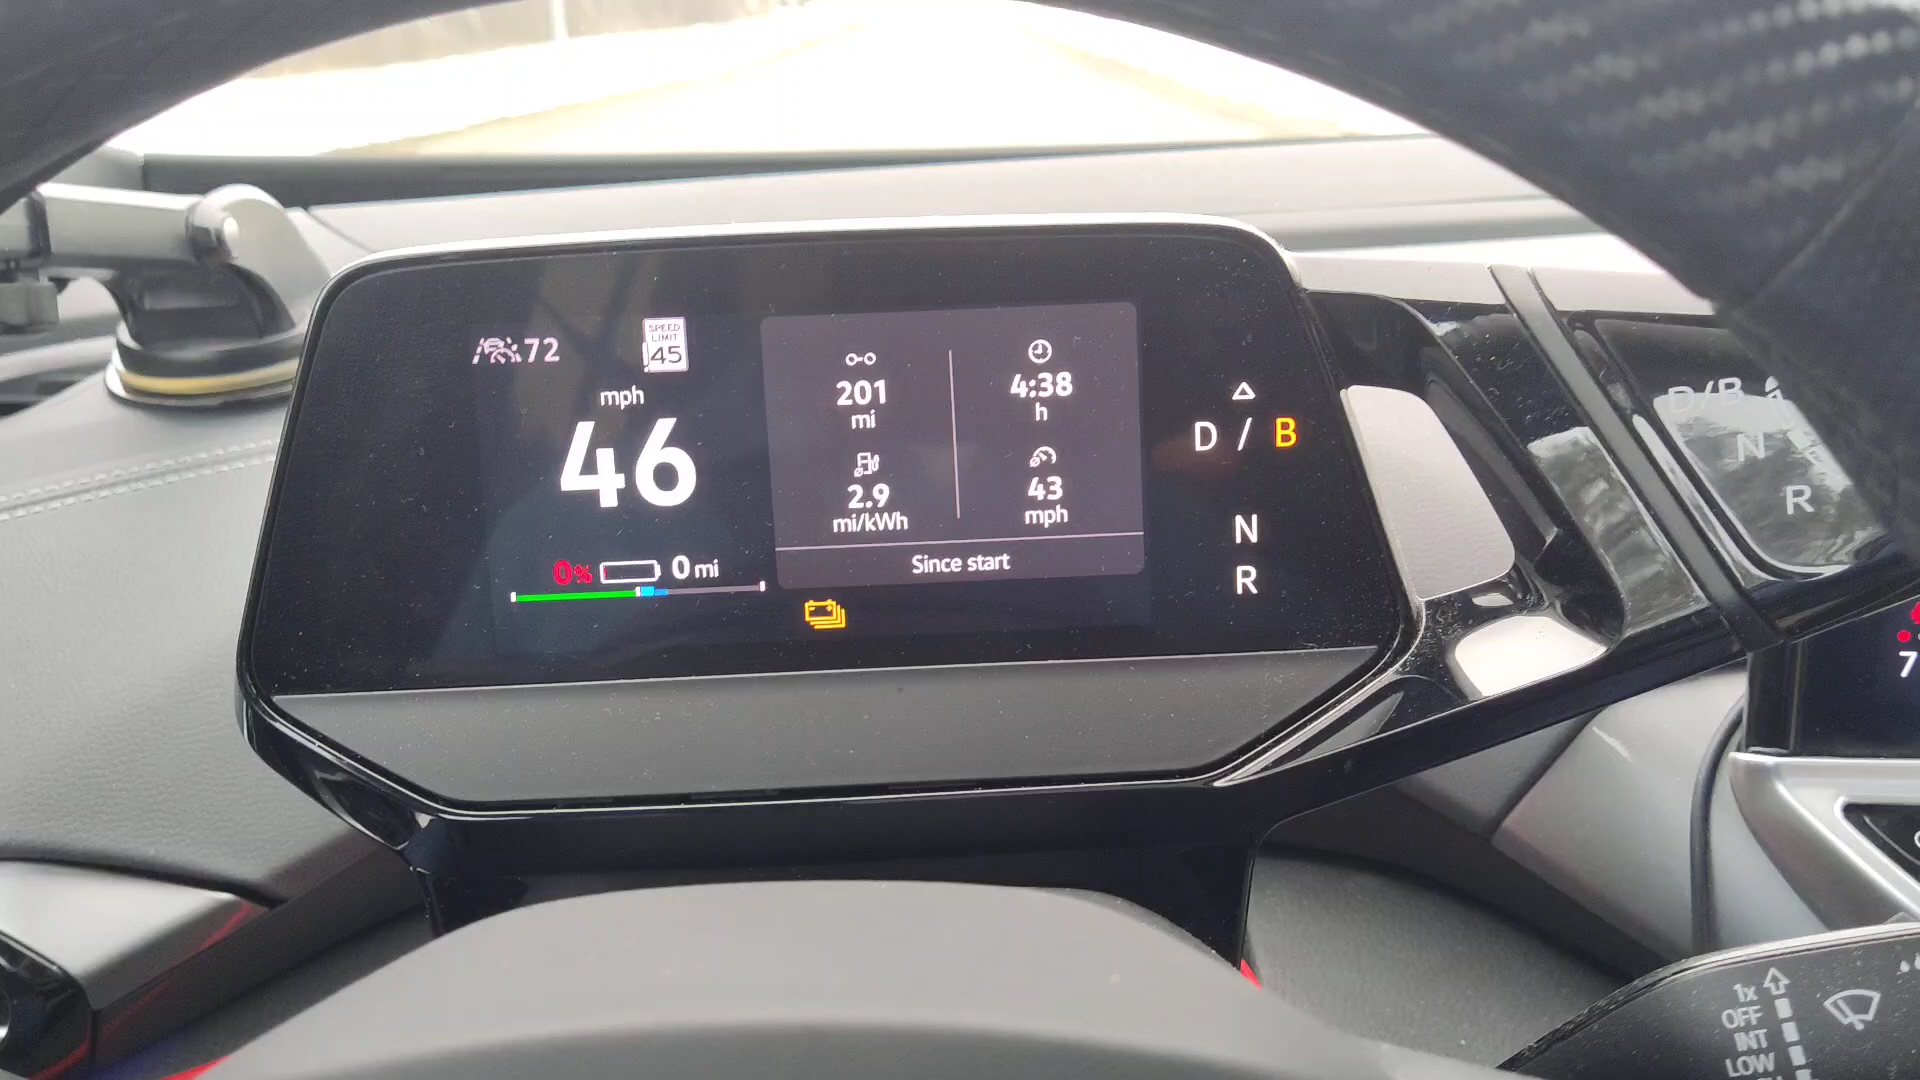 72
SPEED
LIMIT
45
mph
46
0% 0 mi
201
mi
4:38
h
2.9
mi/kWh
43
mph
Since start
D / B
N
R
D/B
N
R
7
1x
OFF
INT
LOW